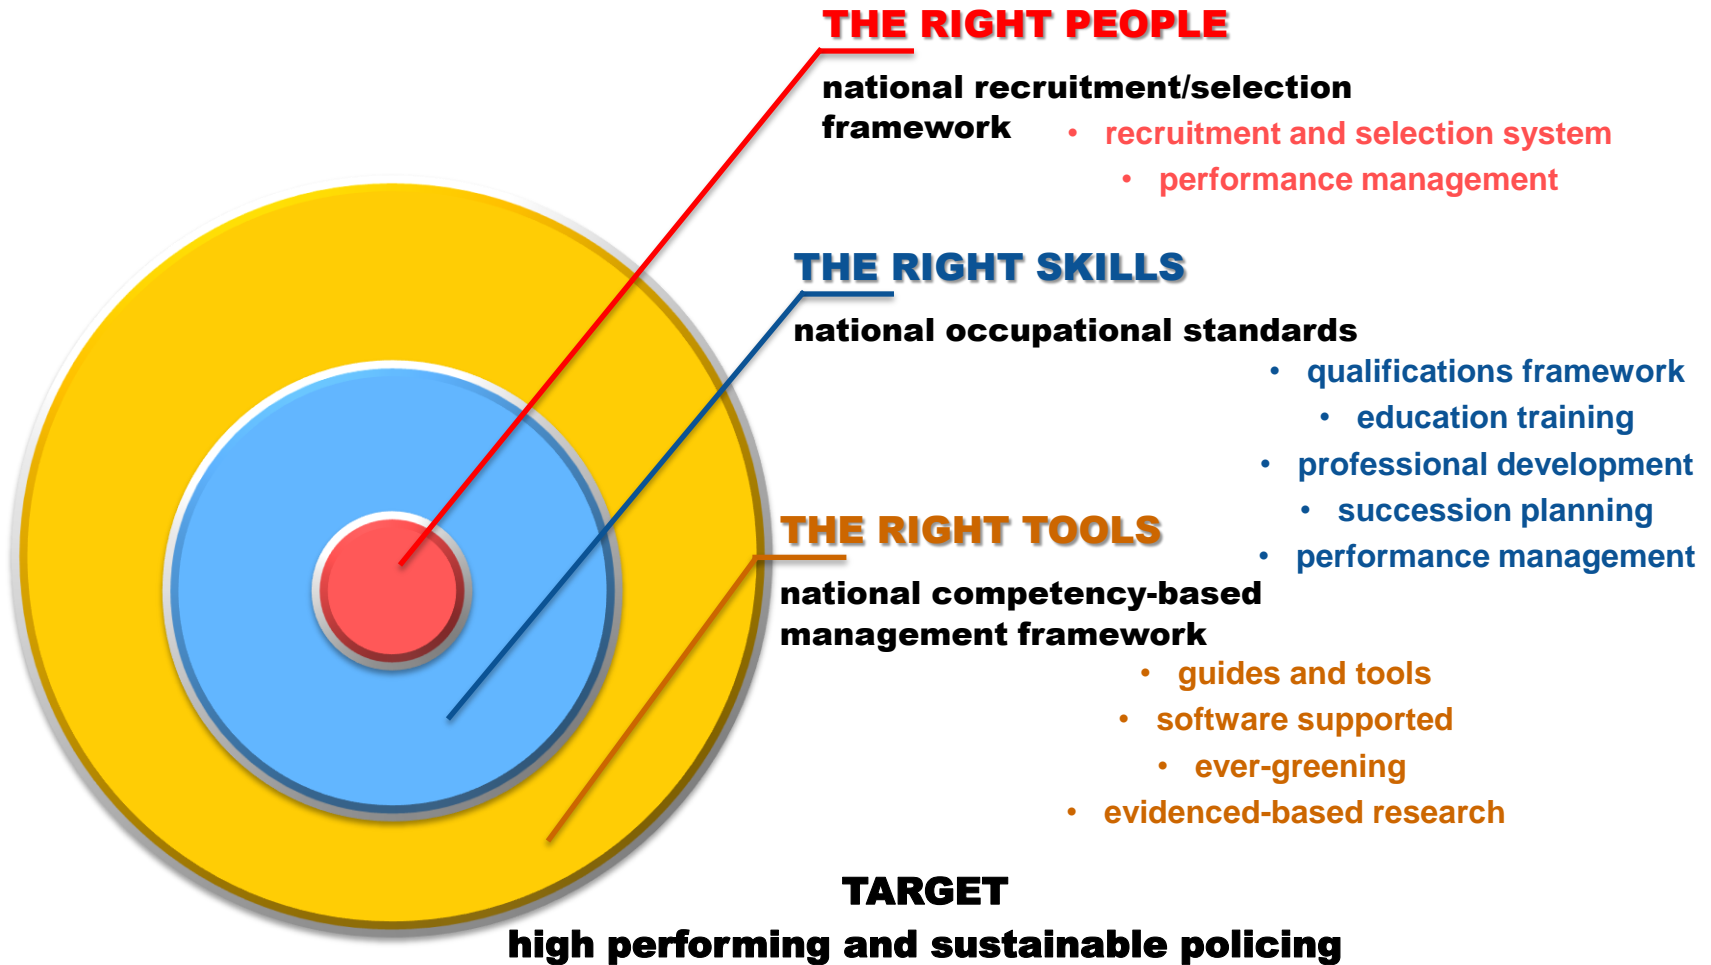 THE RIGHT PEOPLE
national recruitment/selection
framework
• recruitment and selection system
• performance management
THE RIGHT SKILLS
national occupational standards
• qualifications framework
• education training
• professional development
• succession planning
• performance management
THE RIGHT TOOLS
national competency-based
management framework
• guides and tools
• software supported
• ever-greening
• evidenced-based research
TARGET
high performing and sustainable policing